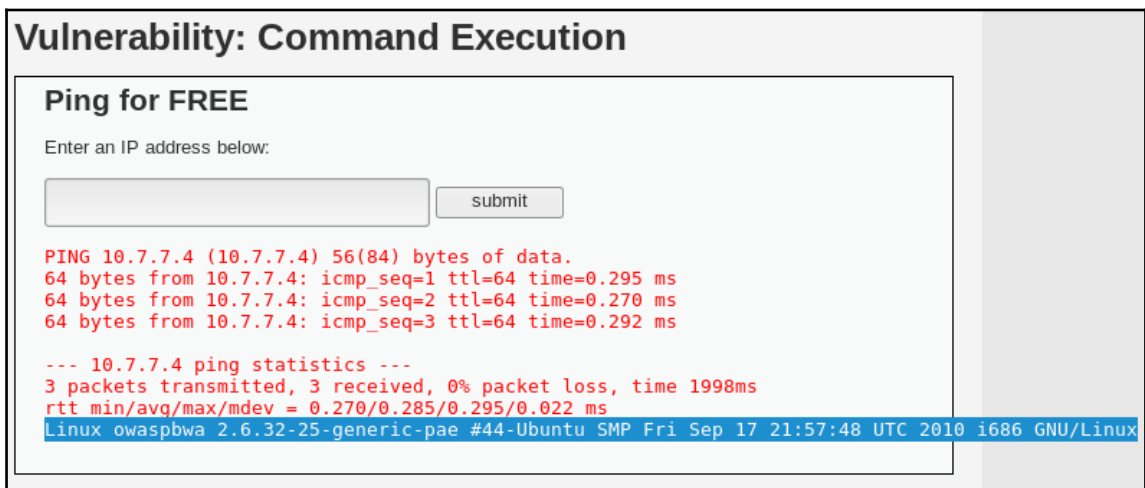 Vulnerability: Command Execution
Ping for FREE
Enter an IP address below:
submit
PING 10.7.7.4 (10.7.7.4) 56(84) bytes of data.
64 bytes from 10.7.7.4: icmp_seq=1 ttl=64 time=0.295 ms
64 bytes from 10.7.7.4: icmp_seq=2 ttl=64 time=0.270 ms
64 bytes from 10.7.7.4: icmp_seq=3 ttl=64 time=0.292 ms
--- 10.7.7.4 ping statistics ---
3 packets transmitted, 3 received, 0% packet loss, time 1998ms
rtt min/avg/max/mdev = 0.270/0.285/0.295/0.022 ms
Linux owaspbwa 2.6.32-25-generic-pae #44-Ubuntu SMP Fri Sep 17 21:57:48 UTC 2010 i686 GNU/Linux